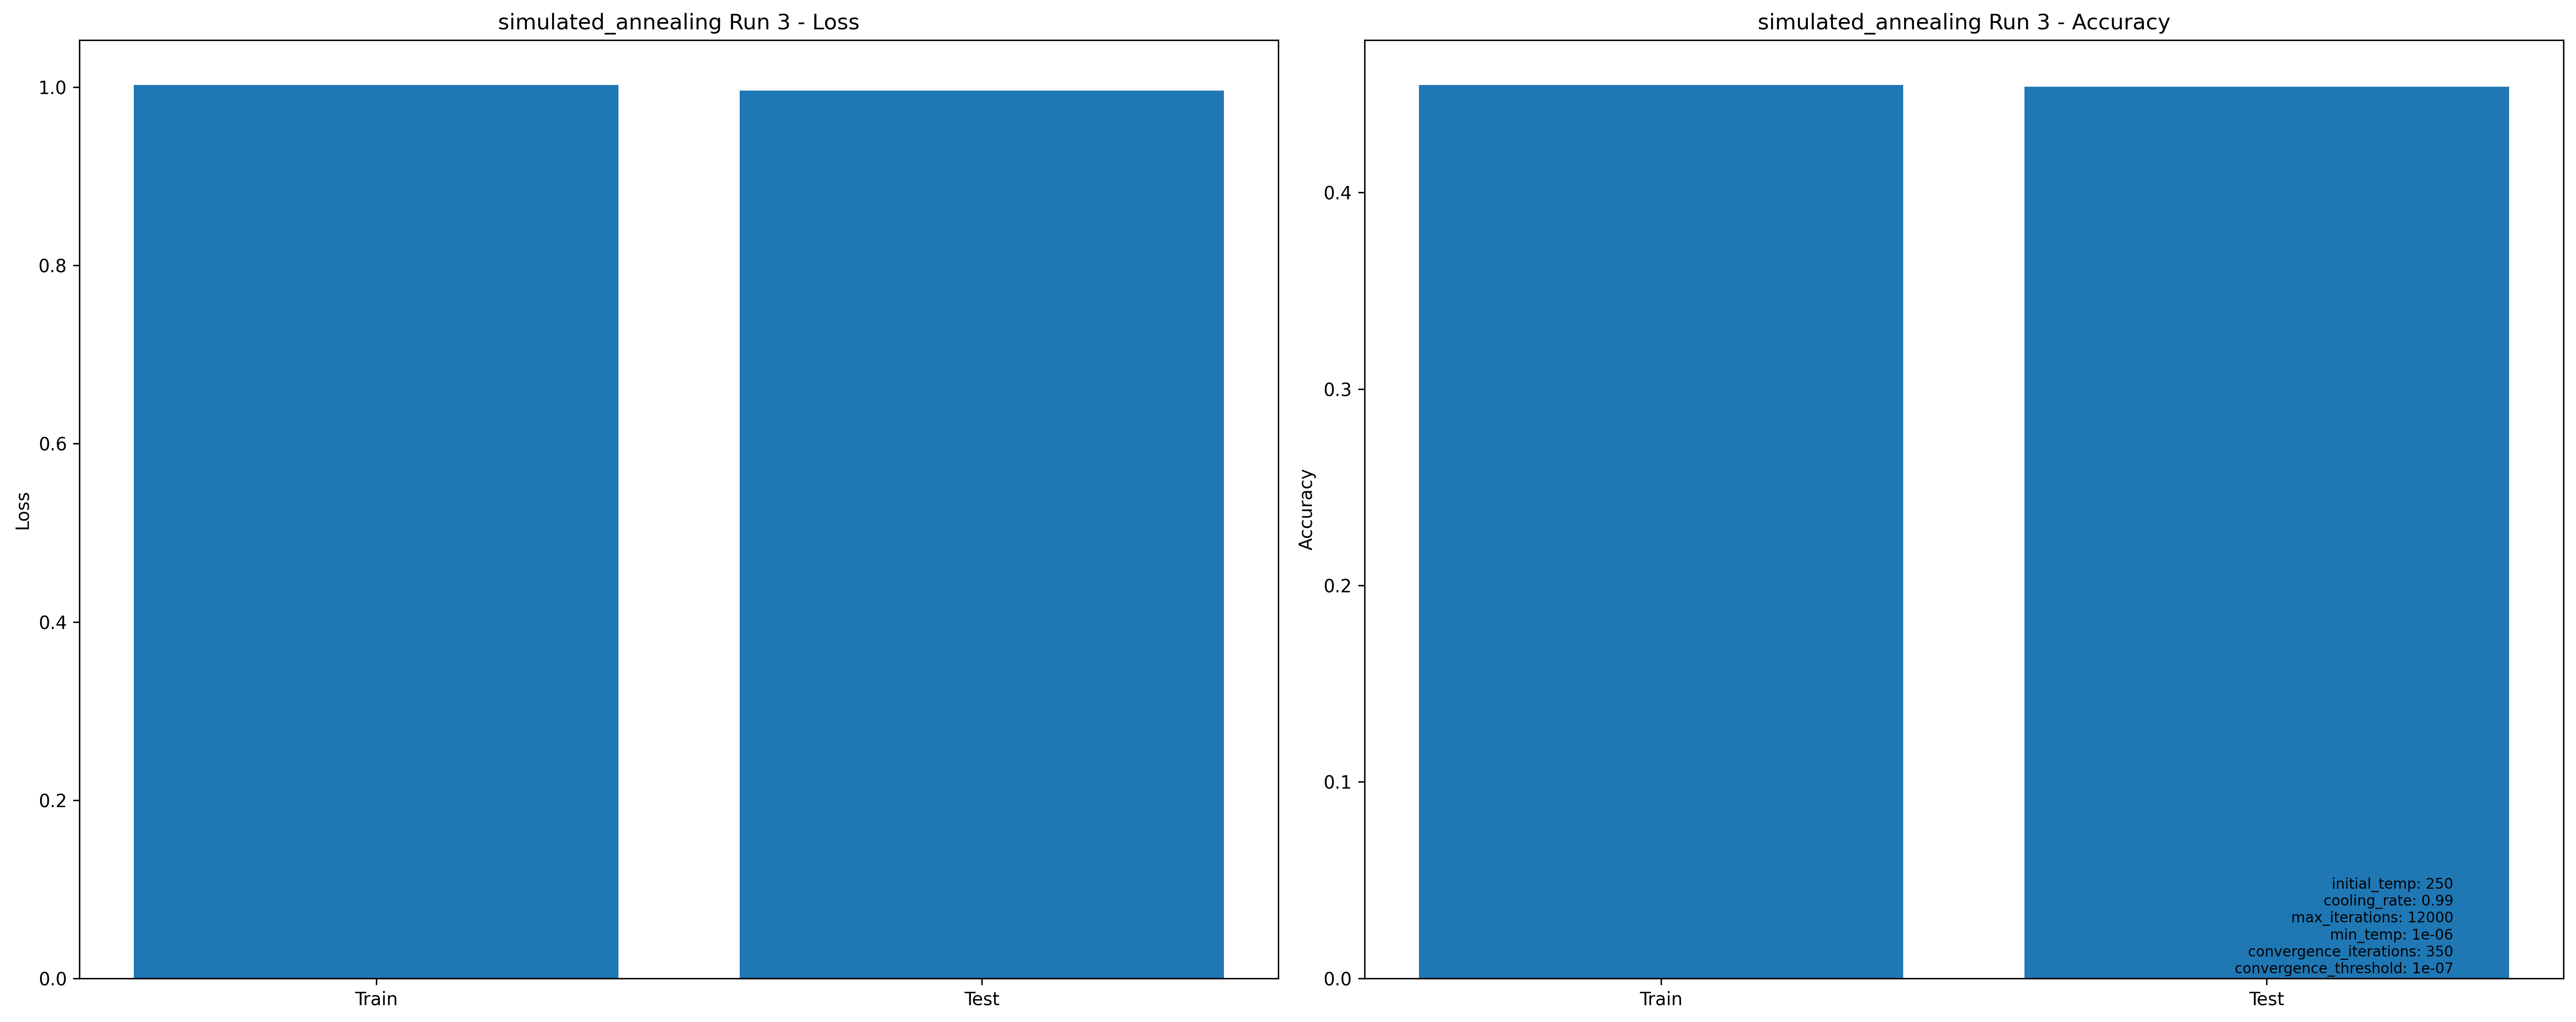 simulated_annealing Run 3 - Loss
Loss
1.0
0.8
0.6
0.4
0.2
0.0
Train
Test
simulated_annealing Run 3 - Accuracy
Accuracy
0.4
0.3
0.2
0.1
0.0
initial_temp: 250
cooling_rate: 0.99
max_iterations: 12000
min_temp: 1e-06
convergence_iterations: 350
convergence_threshold: 1e-07
Train
Test